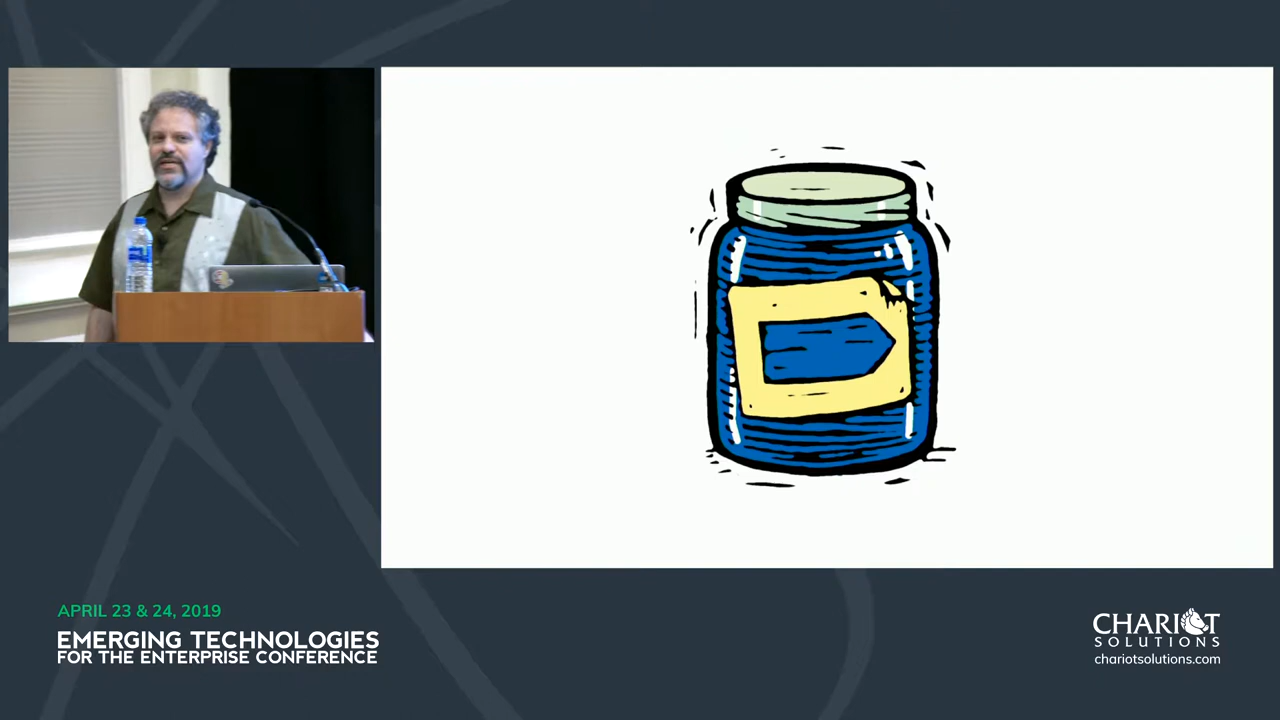 APRIL 23 & 24, 2019
EMERGING TECHNOLOGIES
FOR THE ENTERPRISE CONFERENCE
CHARIOT
SOLUTIONS
chariotsolutions.com